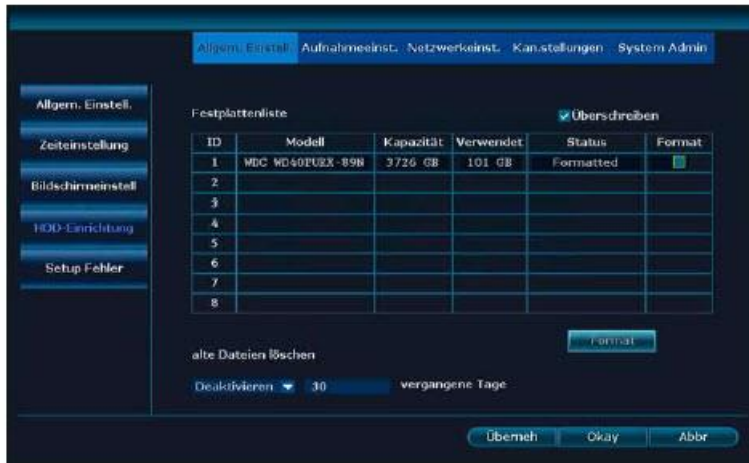 Allgem. Einstell. Aufnahmeeinst. Netzwerkeinst. Kan.stellungen System Admin
Allgem. Einstell.
Zeiteinstellung
Bildschirmeinstell
HDD-Einrichtung
Setup Fehler
Festplattenliste Überschreiben
ID Modell Kapazität Verwendet Status Format
1 WDC WD40PURX-89N 3726 GB 101 GB Formatted
2
3
4
5
6
7
8
Format
alte Dateien löschen
Deaktivieren 30 vergangene Tage
Überneh Okay Abbr